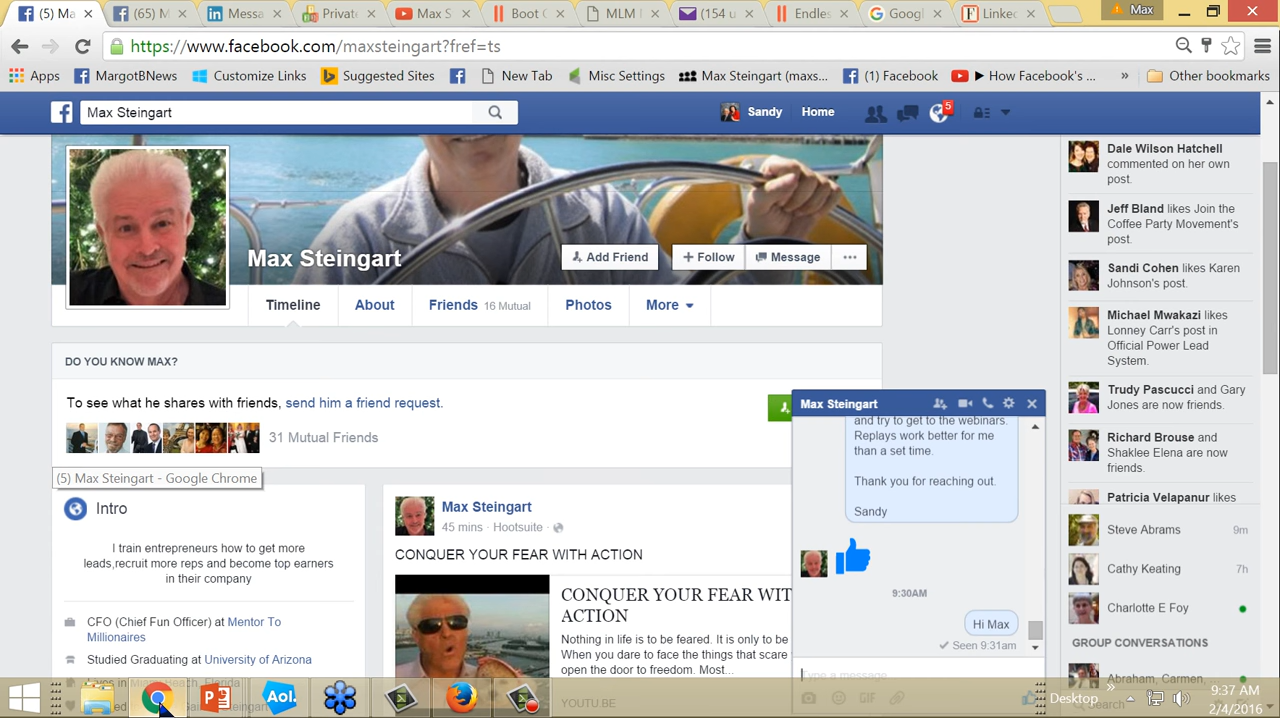 (5) Ma
(65) M
Messa
Private
Max S
Boot C
MLM M
(154 u
Endles
Googl
Linke
Max
https://www.facebook.com/maxsteingart?fref=ts
Apps
MargotBNews
Customize Links
Suggested Sites
New Tab
Misc Settings
Max Steingart (maxs...
(1) Facebook
► How Facebook's ...
»
Other bookmarks
Max Steingart
Sandy
Home
5
Max Steingart
Add Friend
+ Follow
Message
...
Timeline
About
Friends 16 Mutual
Photos
More
DO YOU KNOW MAX?
To see what he shares with friends, send him a friend request.
31 Mutual Friends
(5) Max Steingart - Google Chrome
Intro
I train entrepreneurs how to get more
leads,recruit more reps and become top earners
in their company
CFO (Chief Fun Officer) at Mentor To
Millionaires
Studied Graduating at University of Arizona
Max Steingart
45 mins · Hootsuite ·
CONQUER YOUR FEAR WITH ACTION
CONQUER YOUR FEAR WIT
ACTION
Nothing in life is to be feared. It is only to be
When you dare to face the things that scare
open the door to freedom. Most...
YOUTU.BE
Max Steingart
and try to get to the webinars.
Replays work better for me
than a set time.
Thank you for reaching out.
Sandy
9:30AM
Hi Max
Seen 9:31am
Type a message
GIF
Dale Wilson Hatchell
commented on her own
post.
Jeff Bland likes Join the
Coffee Party Movement's
post.
Sandi Cohen likes Karen
Johnson's post.
Michael Mwakazi likes
Lonney Carr's post in
Official Power Lead
System.
Trudy Pascucci and Gary
Jones are now friends.
Richard Brouse and
Shaklee Elena are now
friends.
Patricia Velapanur likes
Steve Abrams 9m
Cathy Keating 7h
Charlotte E Foy
GROUP CONVERSATIONS
Abraham, Carmen,
Search
Aol.
Desktop
»
9:37 AM
2/4/2016